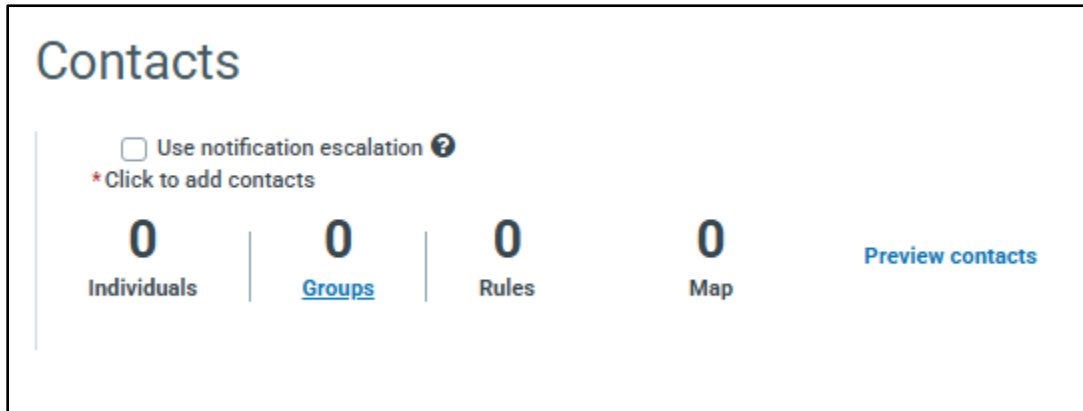 Contacts
Use notification escalation ?
*Click to add contacts
0 0 0 0
Individuals Groups Rules Map
Preview contacts